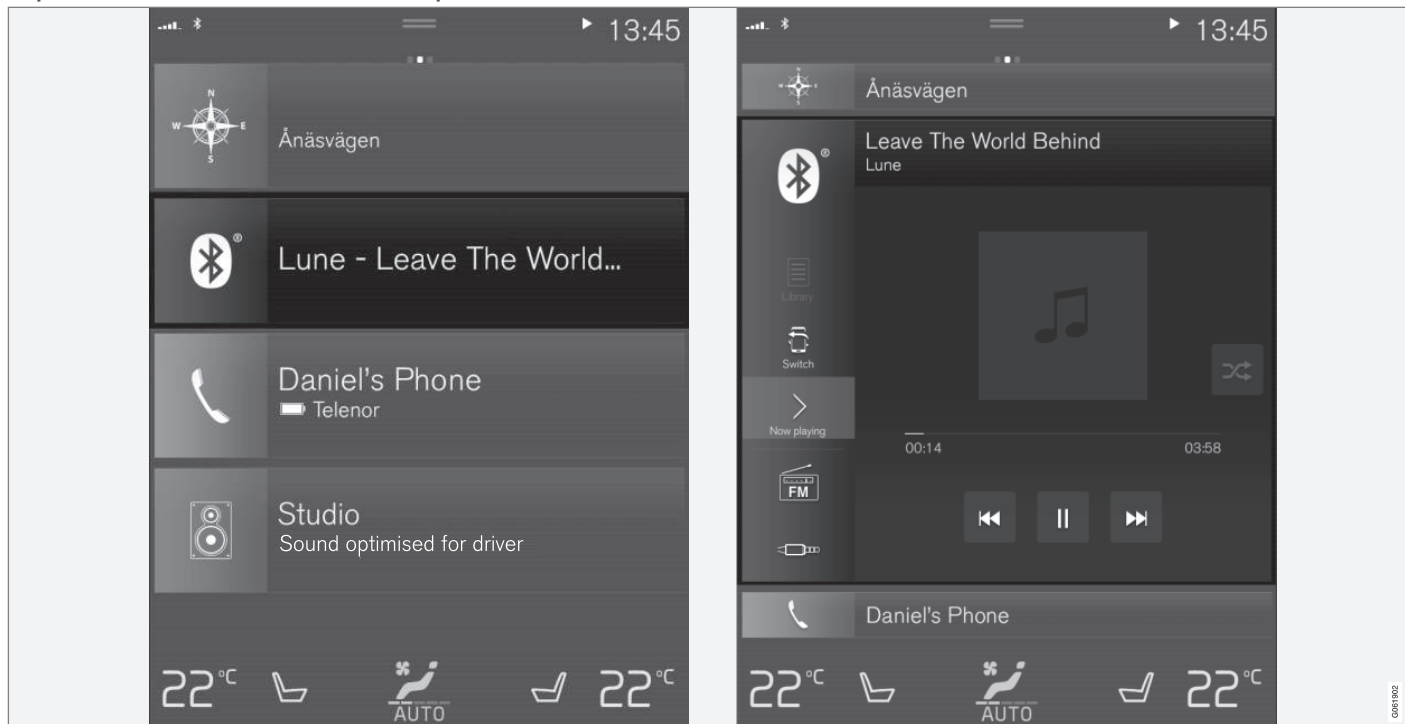 13:45
N
W E
S
Ånäsvägen
®
Lune - Leave The World...
Daniel's Phone
Telenor
Studio
Sound optimised for driver
22°C
AUTO
22°C
13:45
N
W E
S
Ånäsvägen
®
Leave The World Behind
Lune
Library
Switch
Now playing
00:14
03:58
FM
Daniel's Phone
22°C
AUTO
22°C
G061902